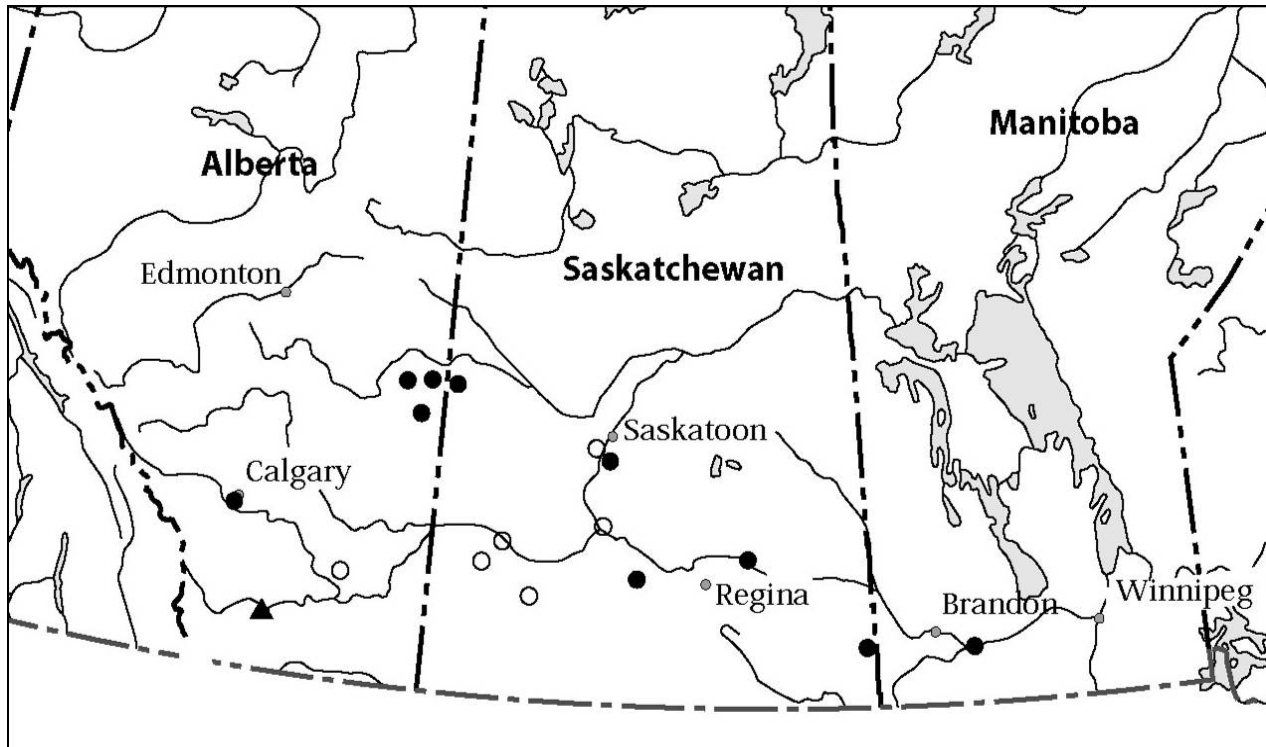 Manitoba
Alberta
Saskatchewan
Edmonton
Saskatoon
Calgary
Regina
Brandon
Winnipeg